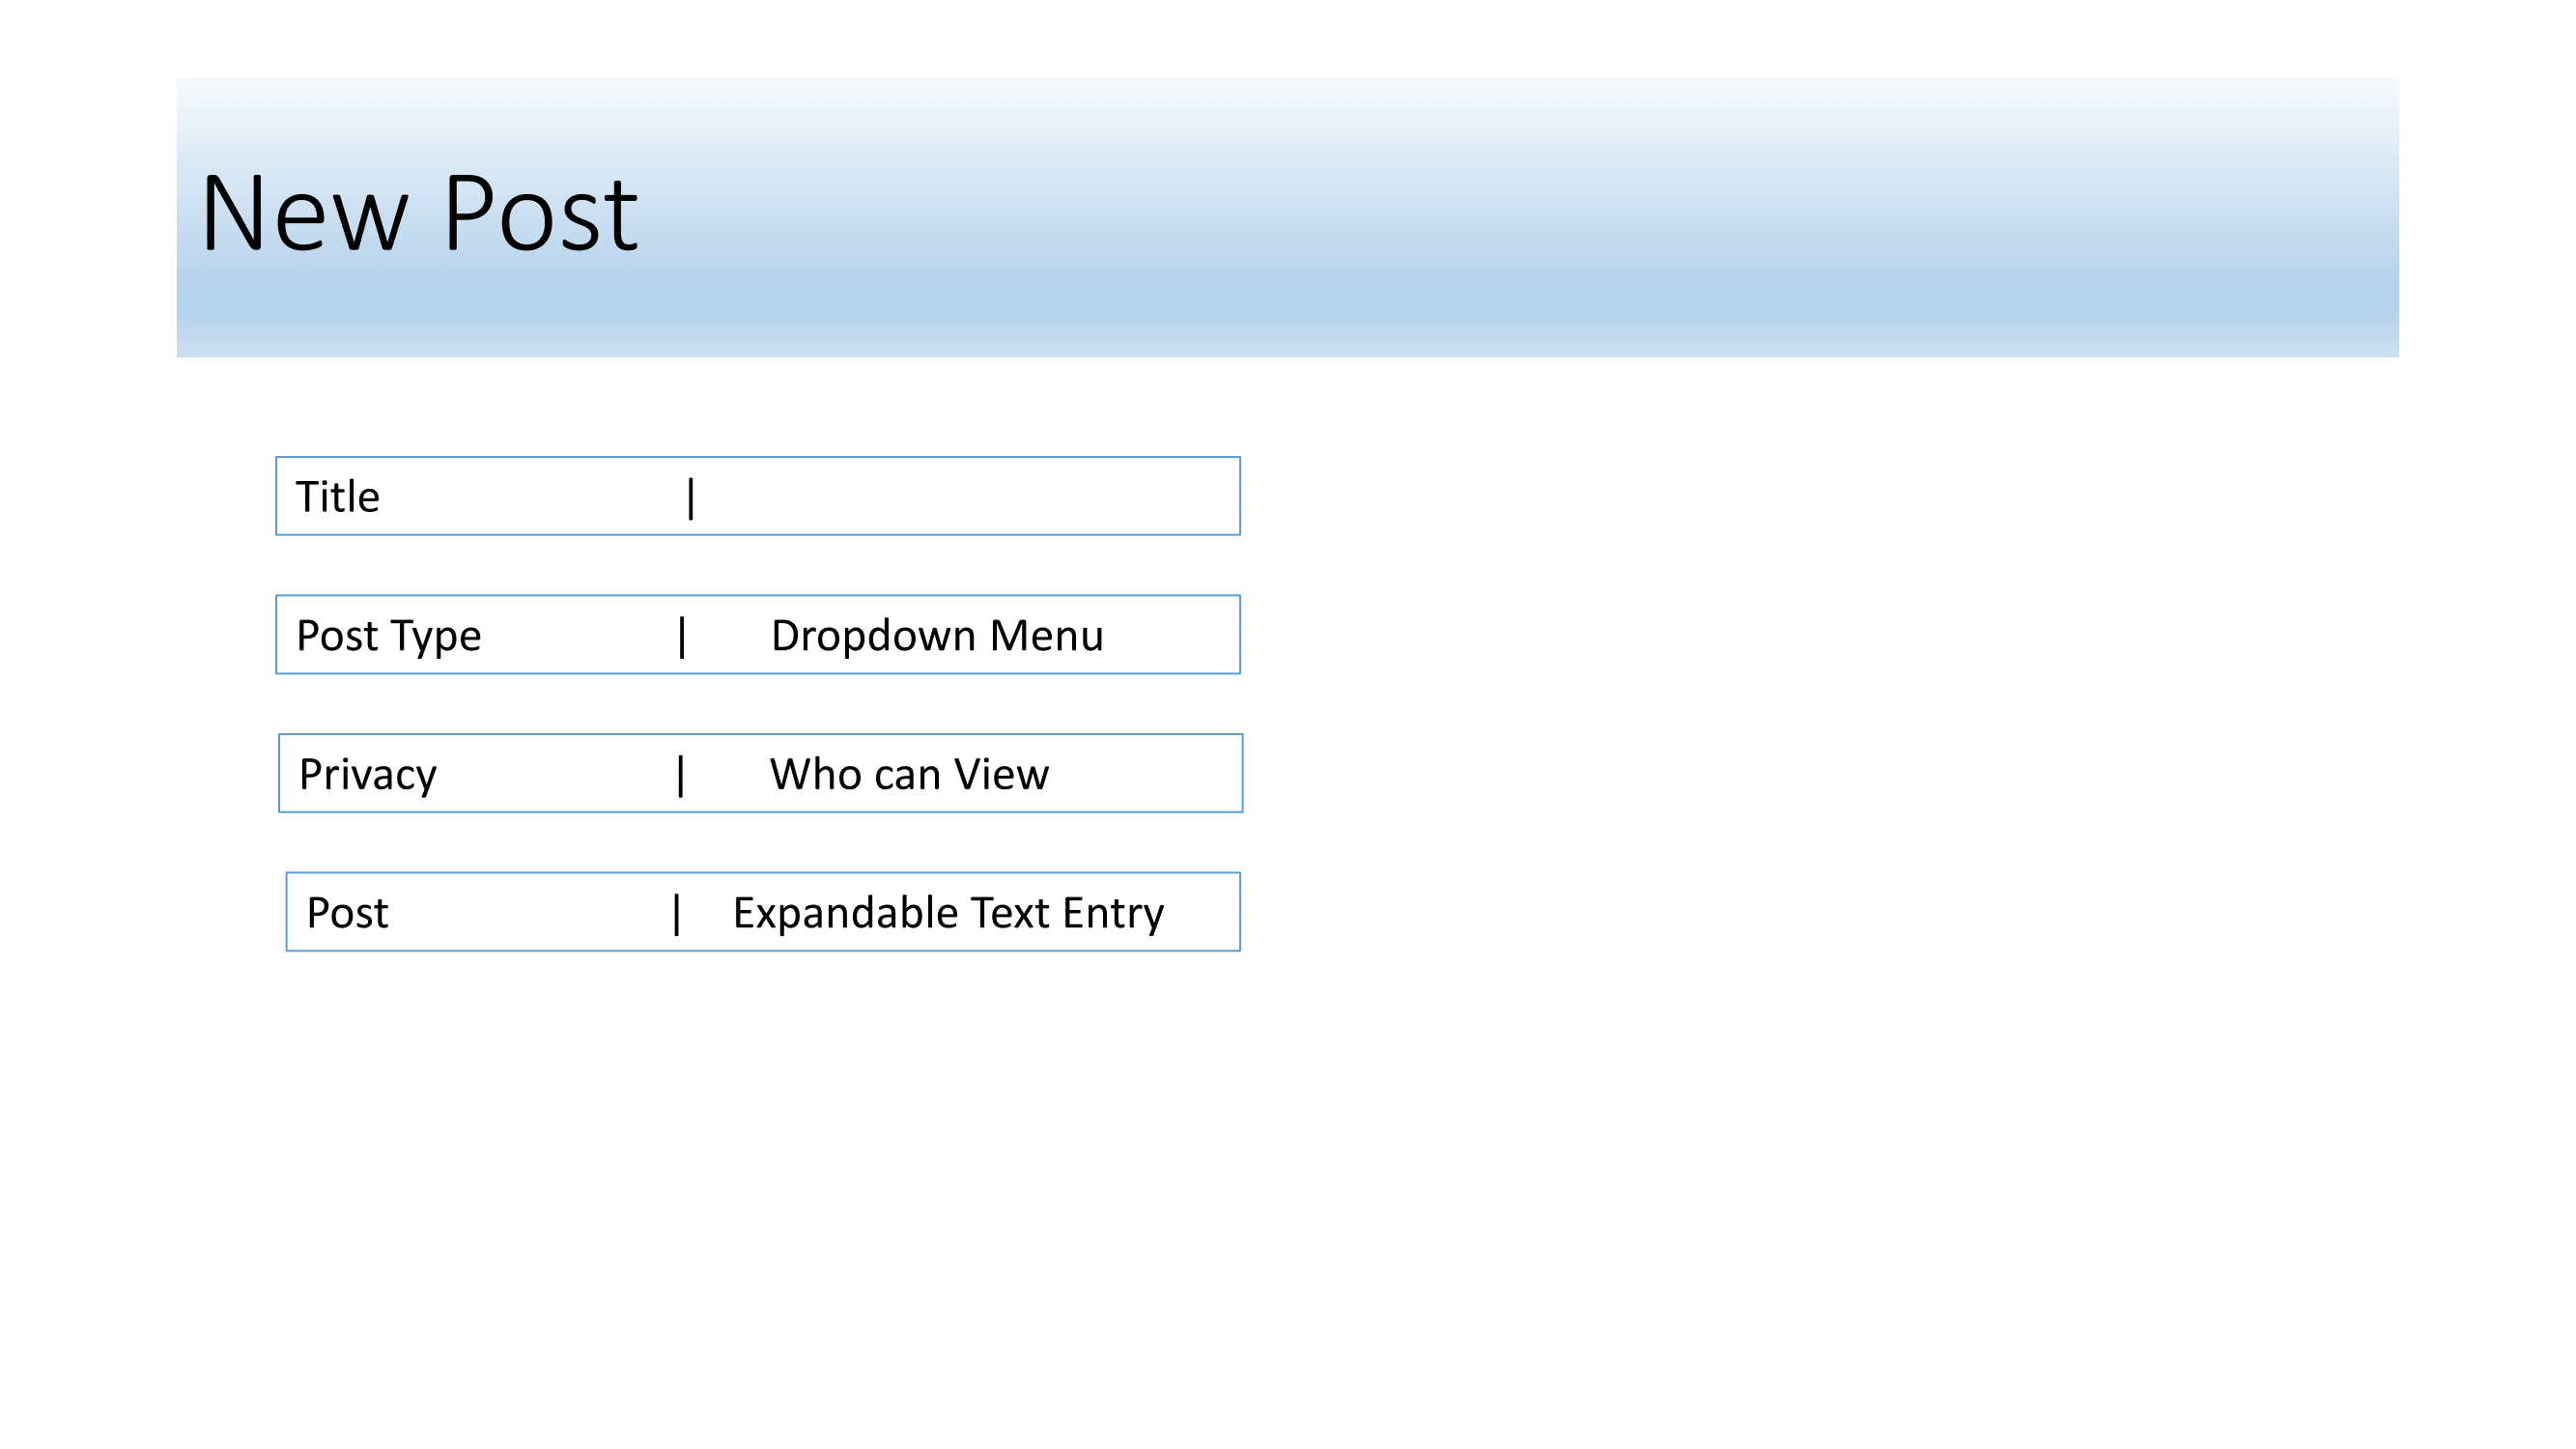 New Post
Title |
Post Type | Dropdown Menu
Privacy | Who can View
Post | Expandable Text Entry